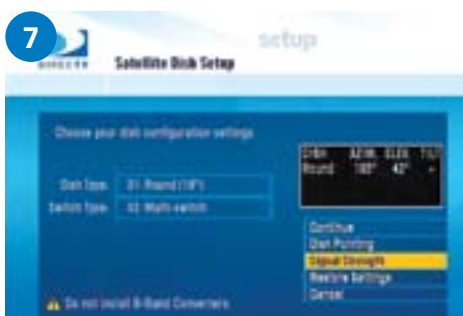 7
setup
DIRECTV
Satellite Dish Setup
Choose your dish configuration settings.
Dish Type: 01: Round (18")
Switch Type: 02: Multi-switch
DISH AZIM. ELEV. TILT
Round 42° -
Continue
Dish Pointing
Signal Strength
Restore Settings
Cancel
Do not install B-Band Converters